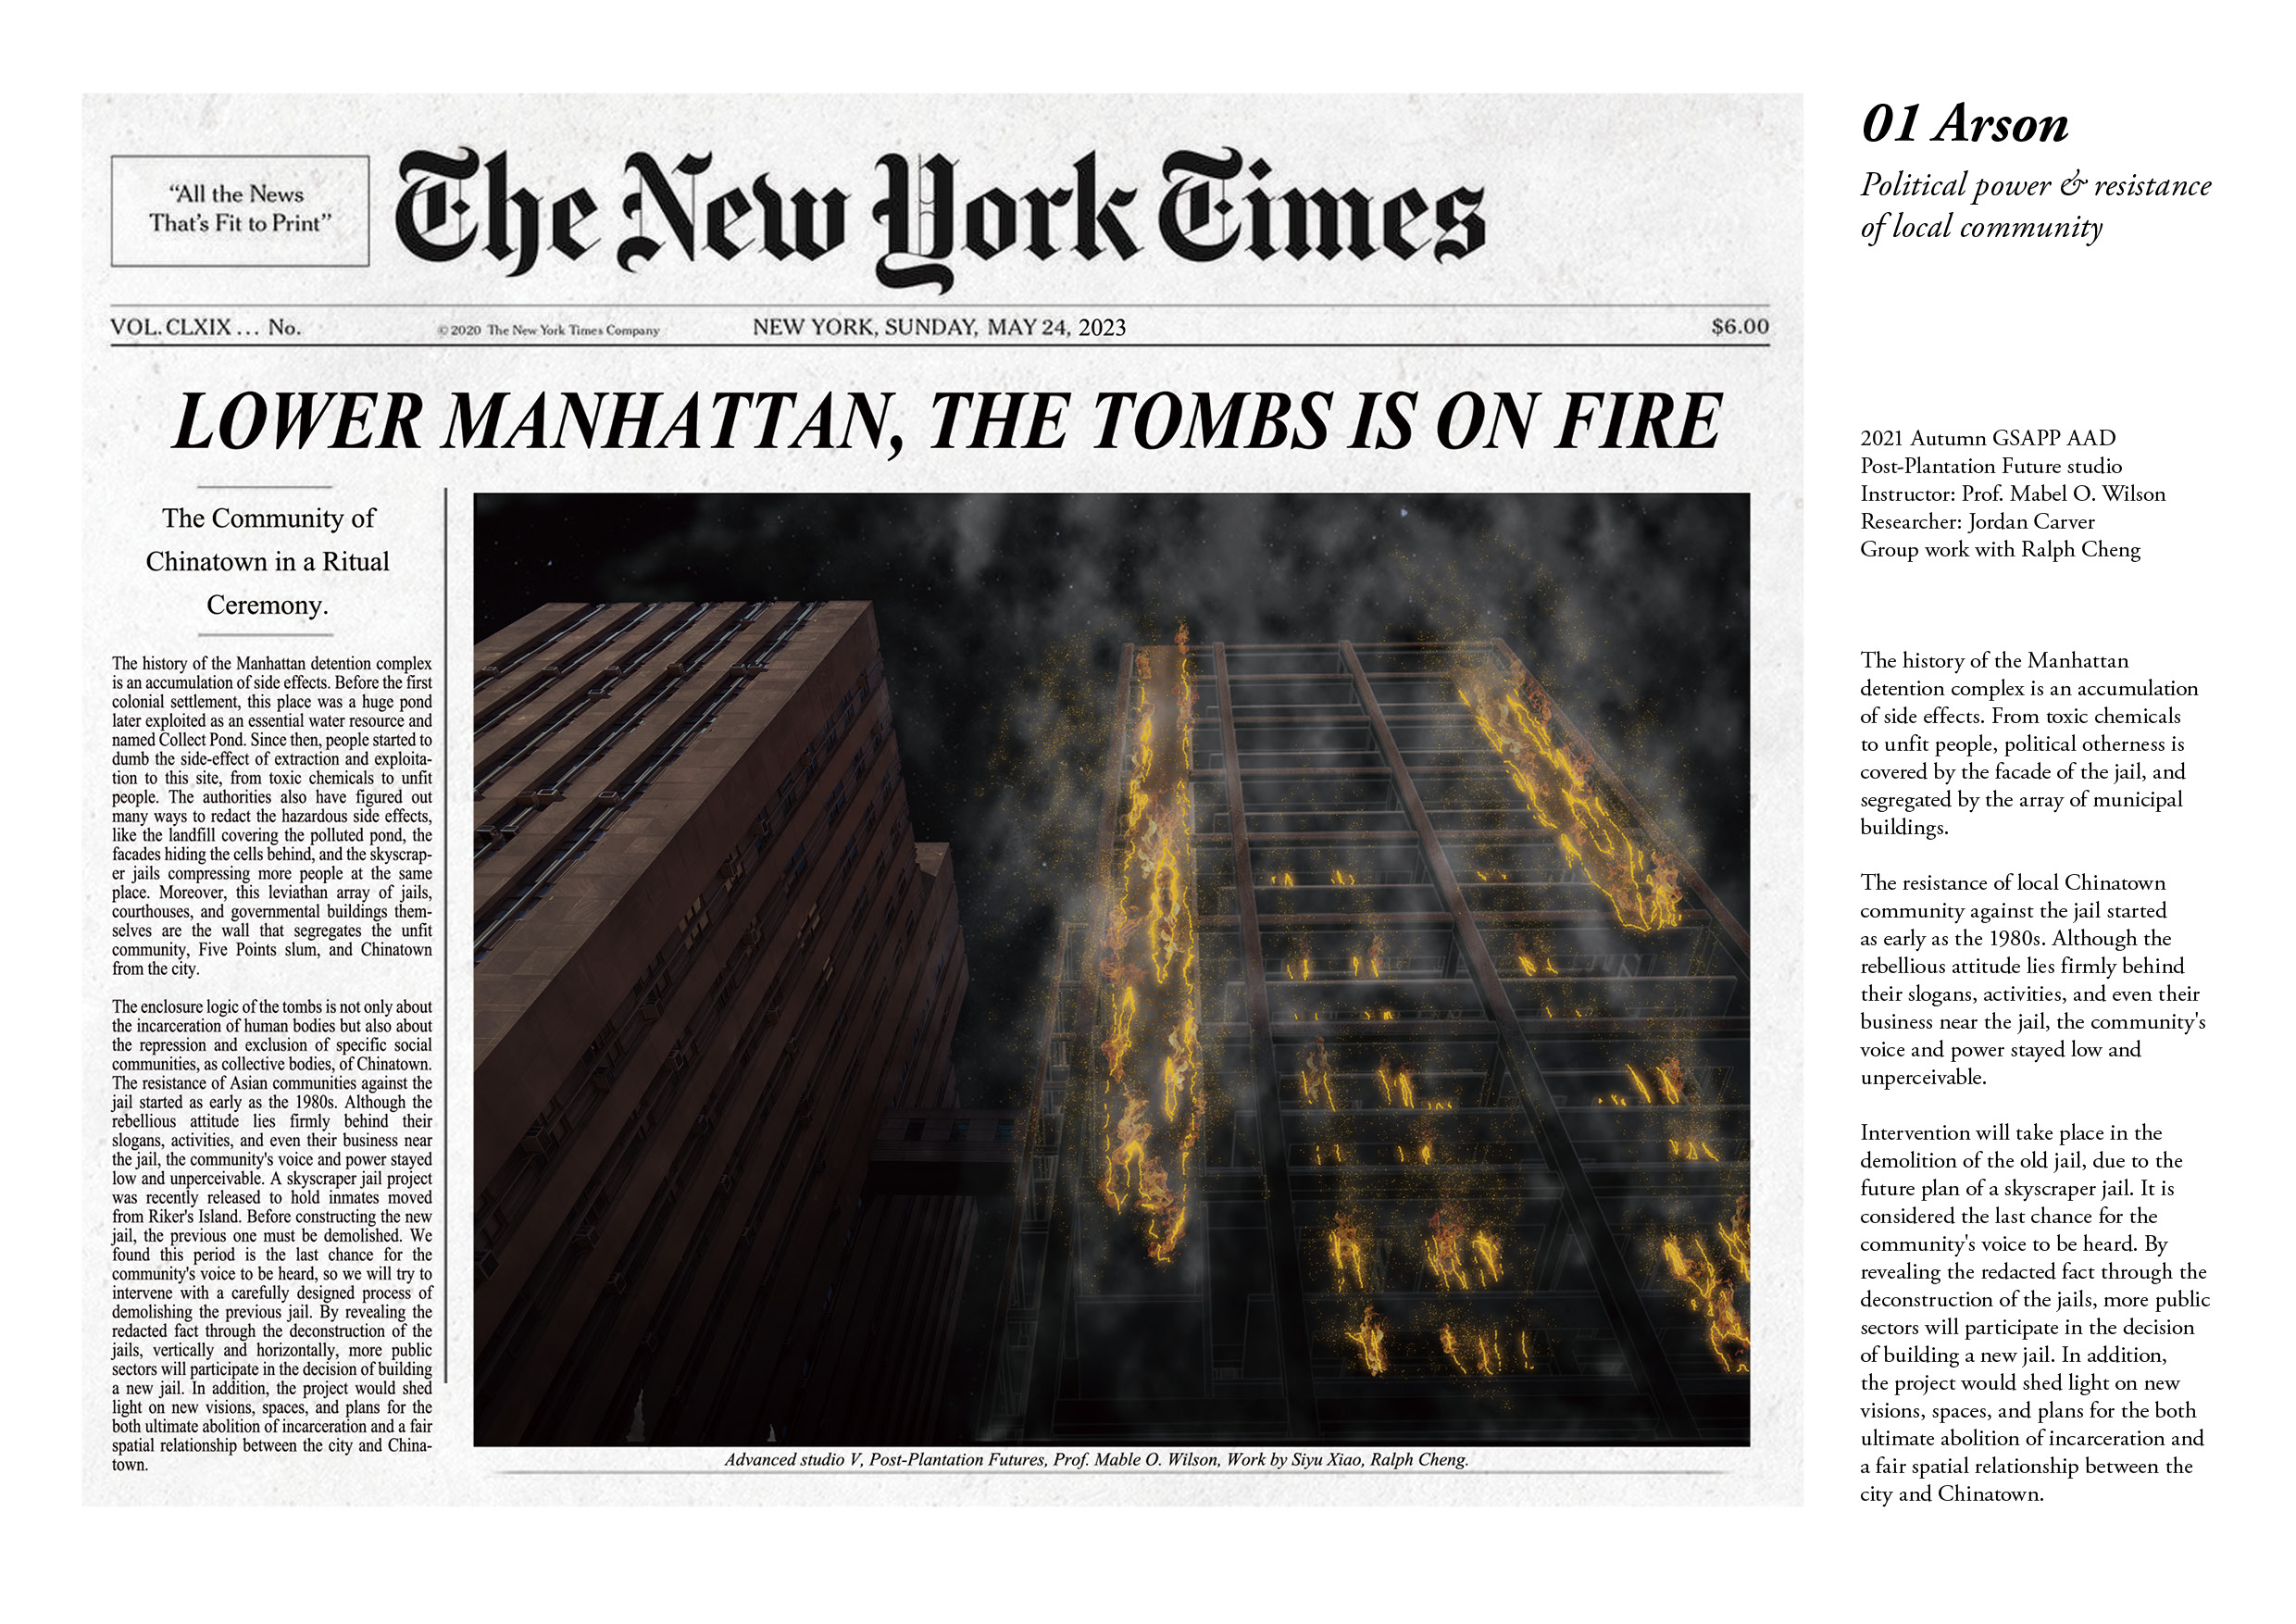 “All the News
That’s Fit to Print”
The New York Times
VOL. CLXIX ... No.
© 2020 The New York Times Company
NEW YORK, SUNDAY, MAY 24, 2023
$6.00
LOWER MANHATTAN, THE TOMBS IS ON FIRE
The Community of
Chinatown in a Ritual
Ceremony.
The history of the Manhattan detention complex
is an accumulation of side effects. Before the first
colonial settlement, this place was a huge pond
later exploited as an essential water resource and
named Collect Pond. Since then, people started to
dumb the side-effect of extraction and exploita-
tion to this site, from toxic chemicals to unfit
people. The authorities also have figured out
many ways to redact the hazardous side effects,
like the landfill covering the polluted pond, the
facades hiding the cells behind, and the skyscrap-
er jails compressing more people at the same
place. Moreover, this leviathan array of jails,
courthouses, and governmental buildings them-
selves are the wall that segregates the unfit
community, Five Points slum, and Chinatown
from the city.
The enclosure logic of the tombs is not only about
the incarceration of human bodies but also about
the repression and exclusion of specific social
communities, as collective bodies, of Chinatown.
The resistance of Asian communities against the
jail started as early as the 1980s. Although the
rebellious attitude lies firmly behind their
slogans, activities, and even their business near
the jail, the community's voice and power stayed
low and unperceivable. A skyscraper jail project
was recently released to hold inmates moved
from Riker's Island. Before constructing the new
jail, the previous one must be demolished. We
found this period is the last chance for the
community's voice to be heard, so we will try to
intervene with a carefully designed process of
demolishing the previous jail. By revealing the
redacted fact through the deconstruction of the
jails, vertically and horizontally, more public
sectors will participate in the decision of building
a new jail. In addition, the project would shed
light on new visions, spaces, and plans for the
both ultimate abolition of incarceration and a fair
spatial relationship between the city and China-
town.
Advanced studio V, Post-Plantation Futures, Prof. Mable O. Wilson, Work by Siyu Xiao, Ralph Cheng.
01 Arson
Political power & resistance
of local community
2021 Autumn GSAPP AAD
Post-Plantation Future studio
Instructor: Prof. Mabel O. Wilson
Researcher: Jordan Carver
Group work with Ralph Cheng
The history of the Manhattan
detention complex is an accumulation
of side effects. From toxic chemicals
to unfit people, political otherness is
covered by the facade of the jail, and
segregated by the array of municipal
buildings.
The resistance of local Chinatown
community against the jail started
as early as the 1980s. Although the
rebellious attitude lies firmly behind
their slogans, activities, and even their
business near the jail, the community's
voice and power stayed low and
unperceivable.
Intervention will take place in the
demolition of the old jail, due to the
future plan of a skyscraper jail. It is
considered the last chance for the
community's voice to be heard. By
revealing the redacted fact through the
deconstruction of the jails, more public
sectors will participate in the decision
of building a new jail. In addition,
the project would shed light on new
visions, spaces, and plans for the both
ultimate abolition of incarceration and
a fair spatial relationship between the
city and Chinatown.